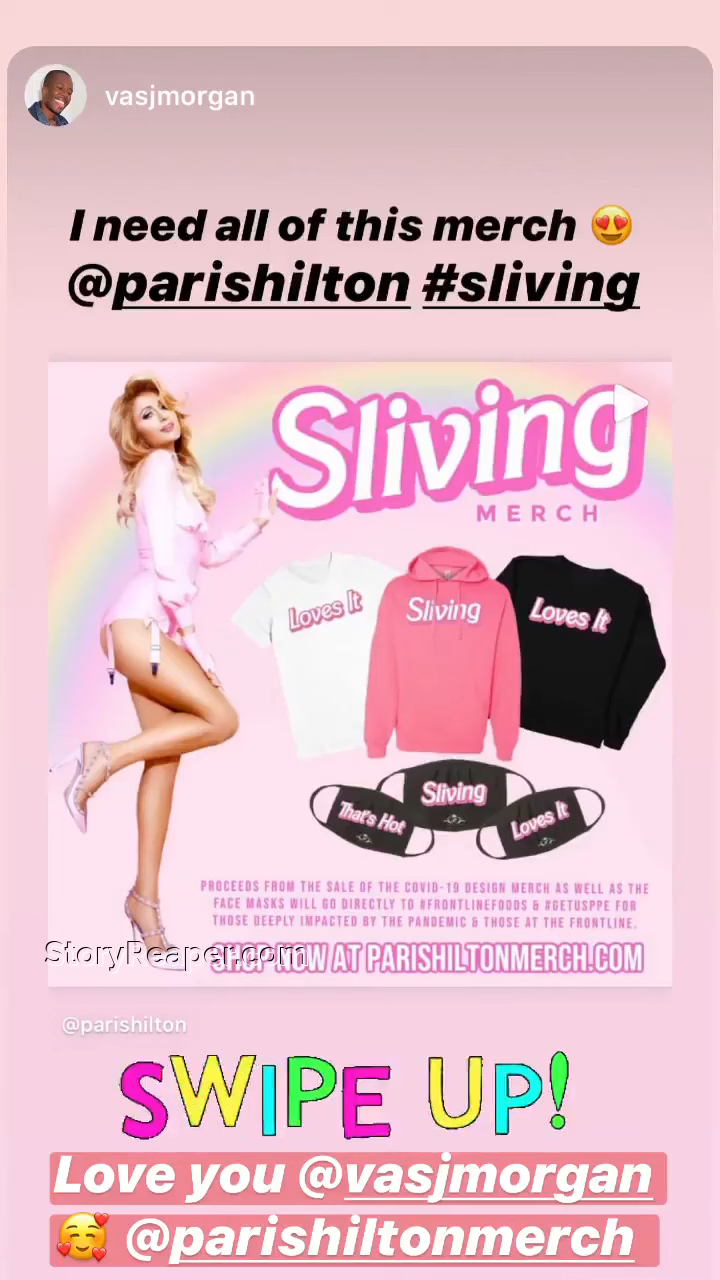 vasjmorgan
I need all of this merch 😍
@parishilton #sliving
Sliving
MERCH
Loves It
Sliving
Loves It
That's Hot
Sliving
Loves It
PROCEEDS FROM THE SALE OF THE COVID-19 DESIGN MERCH AS WELL AS THE
FACE MASKS WILL GO DIRECTLY TO #FRONTLINEFOODS & #GETUSPPE FOR
THOSE DEEPLY IMPACTED BY THE PANDEMIC & THOSE AT THE FRONTLINE.
StoryReaper.com
SHOP NOW AT PARISHILTONMERCH.COM
@parishilton
SWIPE UP!
Love you @vasjmorgan
🥰 @parishiltonmerch